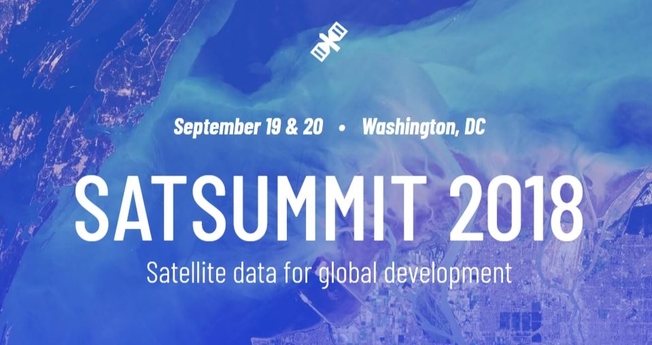 September 19 & 20 • Washington, DC
SATSUMMIT 2018
Satellite data for global development